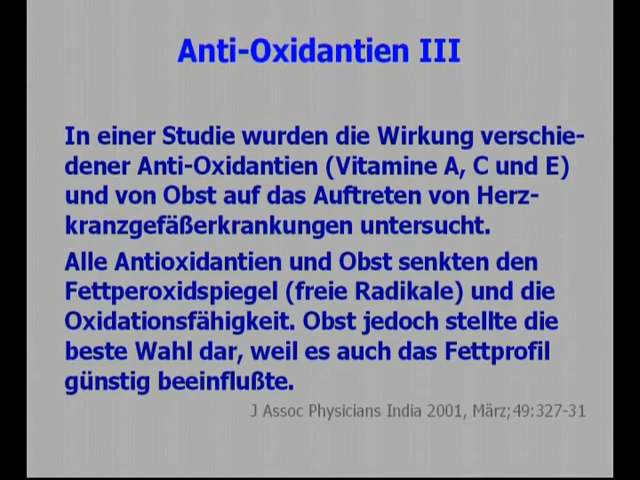 Anti-Oxidantien III
In einer Studie wurden die Wirkung verschie-
dener Anti-Oxidantien (Vitamine A, C und E)
und von Obst auf das Auftreten von Herz-
kranzgefäßerkrankungen untersucht.
Alle Antioxidantien und Obst senkten den
Fettperoxidspiegel (freie Radikale) und die
Oxidationsfähigkeit. Obst jedoch stellte die
beste Wahl dar, weil es auch das Fettprofil
günstig beeinflußte.
J Assoc Physicians India 2001, März;49:327-31